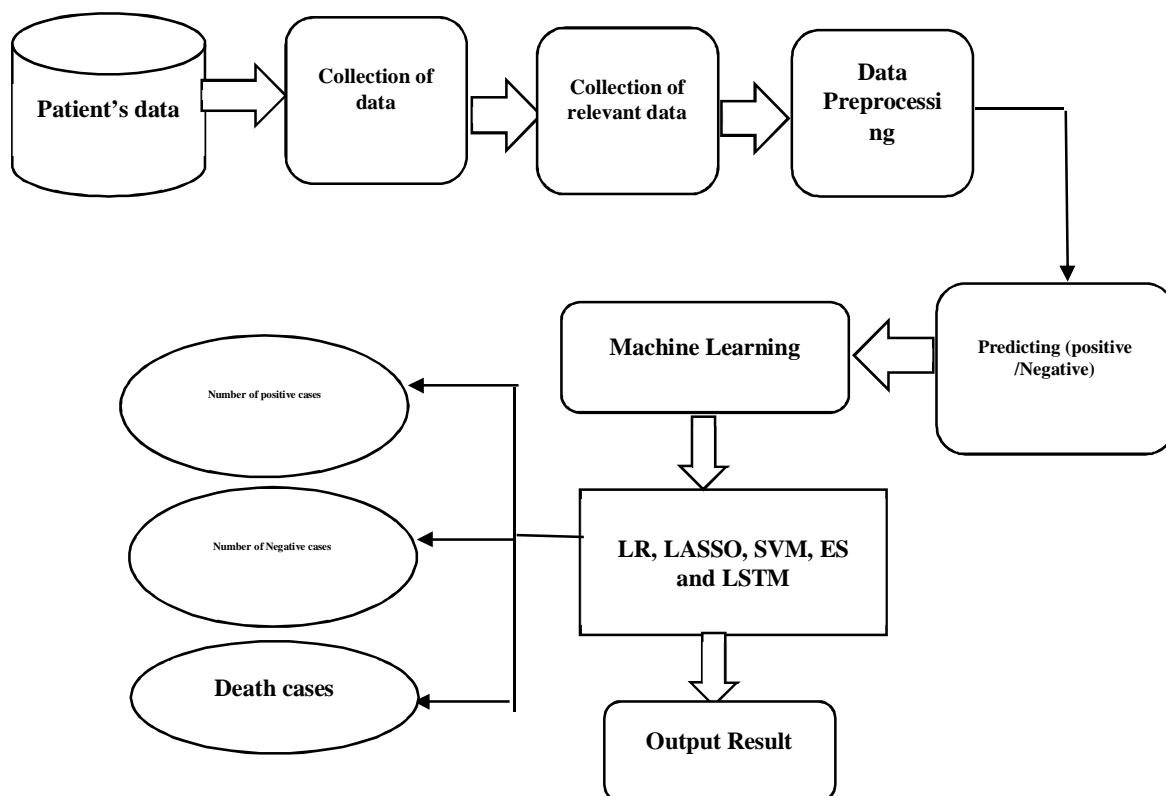 Patient’s data
Collection of
data
Collection of
relevant data
Data
Preprocessi
ng
Predicting (positive
/Negative)
Machine Learning
LR, LASSO, SVM, ES
and LSTM
Number of positive cases
Number of Negative cases
Death cases
Output Result